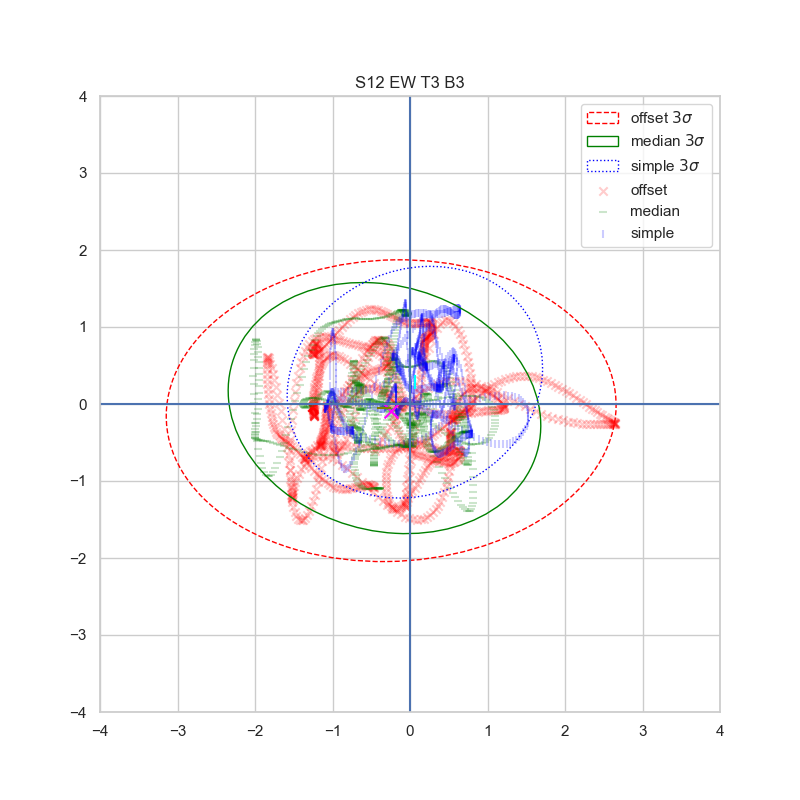 S12 EW T3 B3
offset 3σ
median 3σ
simple 3σ
offset
median
simple
4
3
2
1
0
−1
−2
−3
−4
−4 −3 −2 −1 0 1 2 3 4